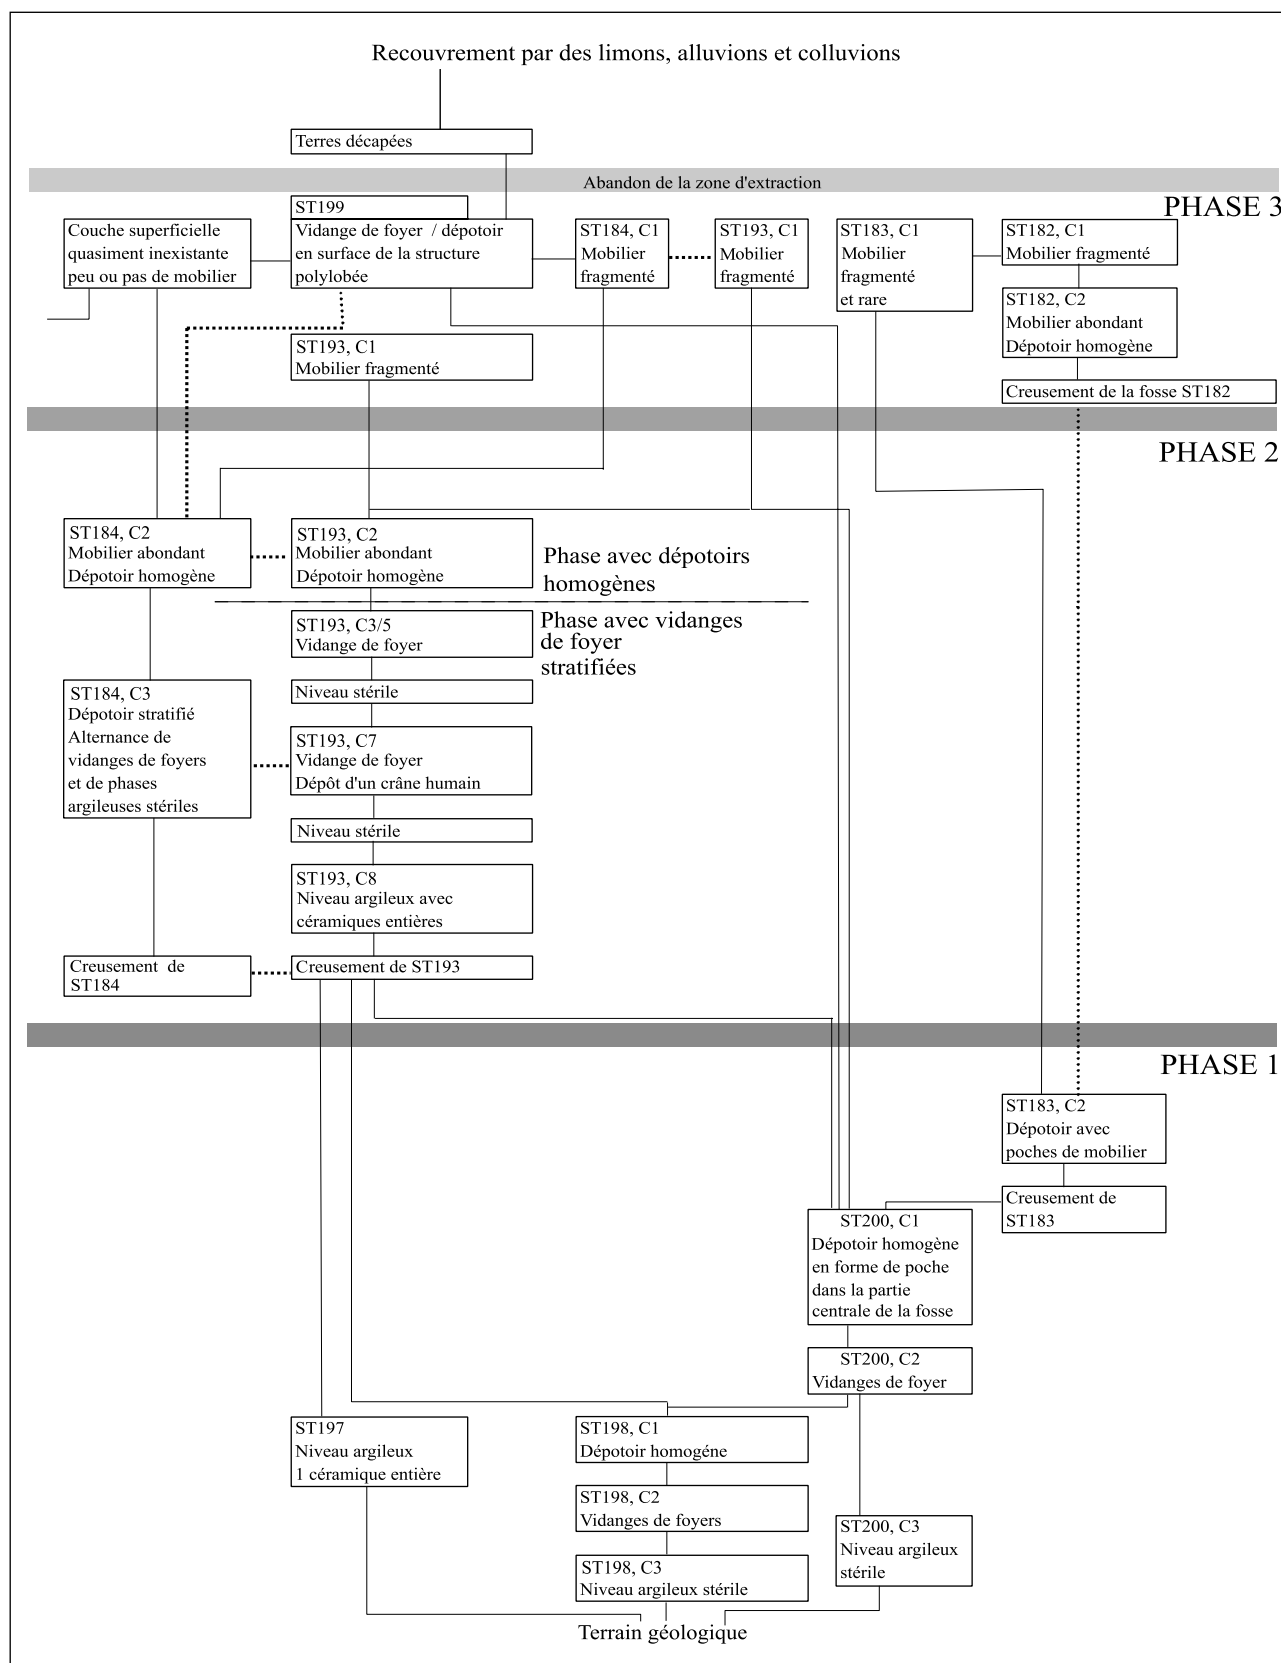 Recouvrement par des limons, alluvions et colluvions
Terres décapées
Abandon de la zone d'extraction
PHASE 3
ST199
Vidange de foyer / dépotoir
en surface de la structure
polylobée
Couche superficielle
quasiment inexistante
peu ou pas de mobilier
ST184, C1
Mobilier
fragmenté
ST193, C1
Mobilier
fragmenté
ST183, C1
Mobilier
fragmenté
et rare
ST182, C1
Mobilier fragmenté
ST182, C2
Mobilier abondant
Dépotoir homogène
ST193, C1
Mobilier fragmenté
Creusement de la fosse ST182
PHASE 2
ST184, C2
Mobilier abondant
Dépotoir homogène
ST193, C2
Mobilier abondant
Dépotoir homogène
Phase avec dépotoirs
homogènes
Phase avec vidanges
de foyer
stratifiées
ST193, C3/5
Vidange de foyer
Niveau stérile
ST184, C3
Dépotoir stratifié
Alternance de
vidanges de foyers
et de phases
argileuses stériles
ST193, C7
Vidange de foyer
Dépôt d'un crâne humain
Niveau stérile
ST193, C8
Niveau argileux avec
céramiques entières
Creusement de
ST184
Creusement de ST193
PHASE 1
ST183, C2
Dépotoir avec
poches de mobilier
Creusement de
ST183
ST200, C1
Dépotoir homogène
en forme de poche
dans la partie
centrale de la fosse
ST200, C2
Vidanges de foyer
ST197
Niveau argileux
1 céramique entière
ST198, C1
Dépotoir homogéne
ST198, C2
Vidanges de foyers
ST198, C3
Niveau argileux stérile
ST200, C3
Niveau argileux
stérile
Terrain géologique